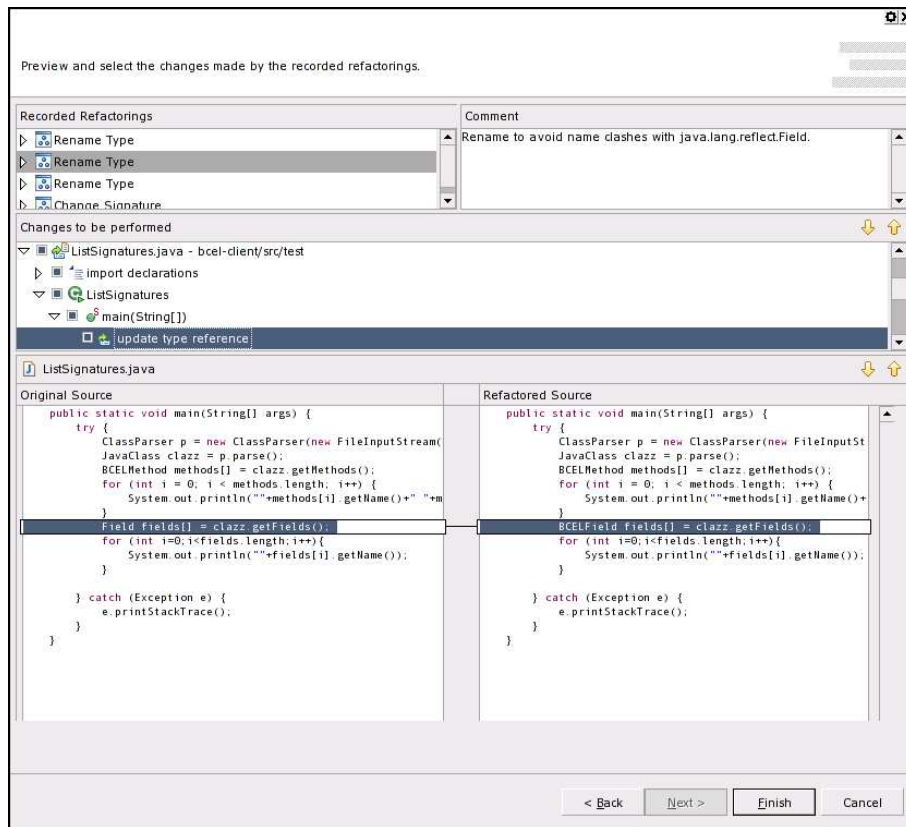 Preview and select the changes made by the recorded refactorings.
Recorded Refactorings
Rename Type
Rename Type
Rename Type
Change Signature
Comment
Rename to avoid name clashes with java.lang.reflect.Field.
Changes to be performed
ListSignatures.java - bcel-client/src/test
import declarations
ListSignatures
main(String[])
update type reference
ListSignatures.java
Original Source
public static void main(String[] args) {
try {
ClassParser p = new ClassParser(new FileInputStream(
JavaClass clazz = p.parse();
BCELMethod methods[] = clazz.getMethods();
for (int i = 0; i < methods.length; i++) {
System.out.println(""+methods[i].getName()+" "+m
}
Field fields[] = clazz.getFields();
for (int i=0;i<fields.length;i++){
System.out.println(""+fields[i].getName());
}
} catch (Exception e) {
e.printStackTrace();
}
}
Refactored Source
public static void main(String[] args) {
try {
ClassParser p = new ClassParser(new FileInputSt
JavaClass clazz = p.parse();
BCELMethod methods[] = clazz.getMethods();
for (int i = 0; i < methods.length; i++) {
System.out.println(""+methods[i].getName()+
}
BCELField fields[] = clazz.getFields();
for (int i=0;i<fields.length;i++){
System.out.println(""+fields[i].getName());
}
} catch (Exception e) {
e.printStackTrace();
}
}
< Back
Next >
Finish
Cancel